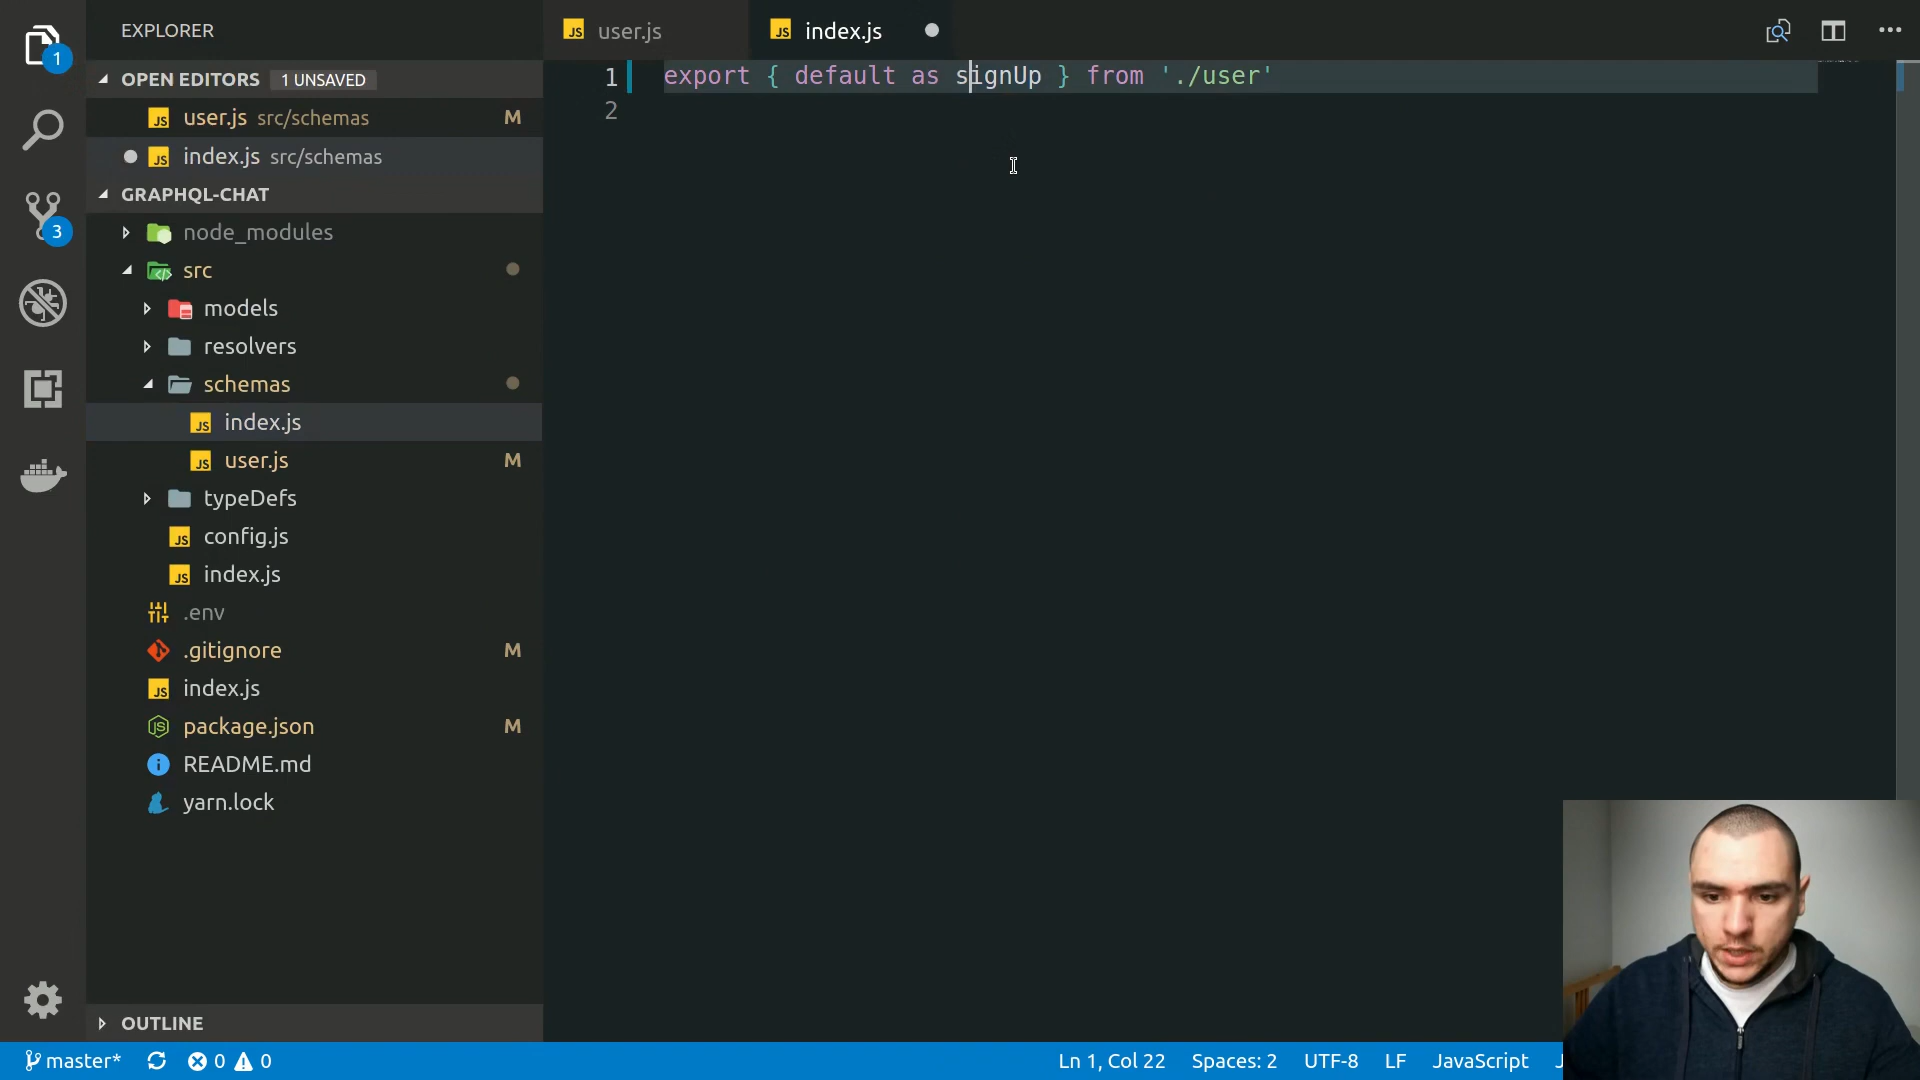 EXPLORER
OPEN EDITORS 1 UNSAVED
JS user.js src/schemas M
JS index.js src/schemas
GRAPHQL-CHAT
node_modules
src
models
resolvers
schemas
JS index.js
JS user.js M
typeDefs
JS config.js
JS index.js
.env
.gitignore M
JS index.js
package.json M
README.md
yarn.lock
OUTLINE
1
3
JS user.js
JS index.js
1 export { default as signUp } from './user'
2
master* 0 0 Ln 1, Col 22 Spaces: 2 UTF-8 LF JavaScript